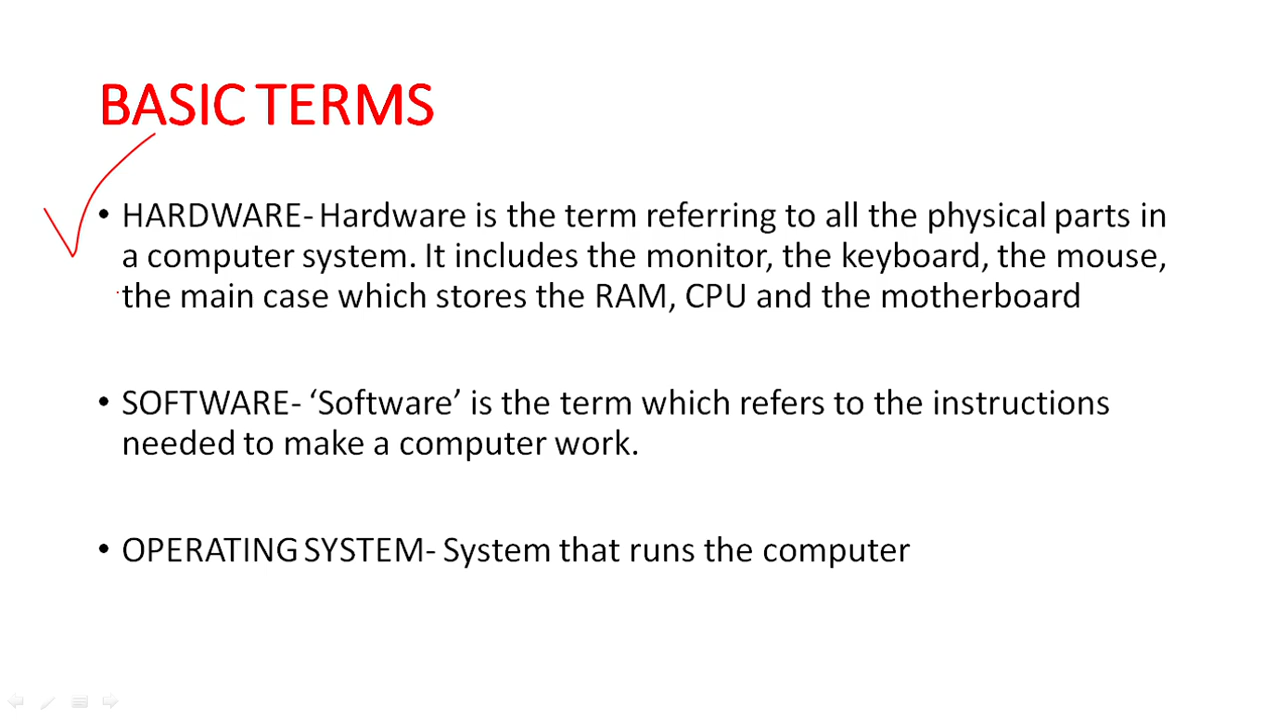 BASIC TERMS
• HARDWARE- Hardware is the term referring to all the physical parts in
a computer system. It includes the monitor, the keyboard, the mouse,
the main case which stores the RAM, CPU and the motherboard
• SOFTWARE- ‘Software’ is the term which refers to the instructions
needed to make a computer work.
• OPERATING SYSTEM- System that runs the computer